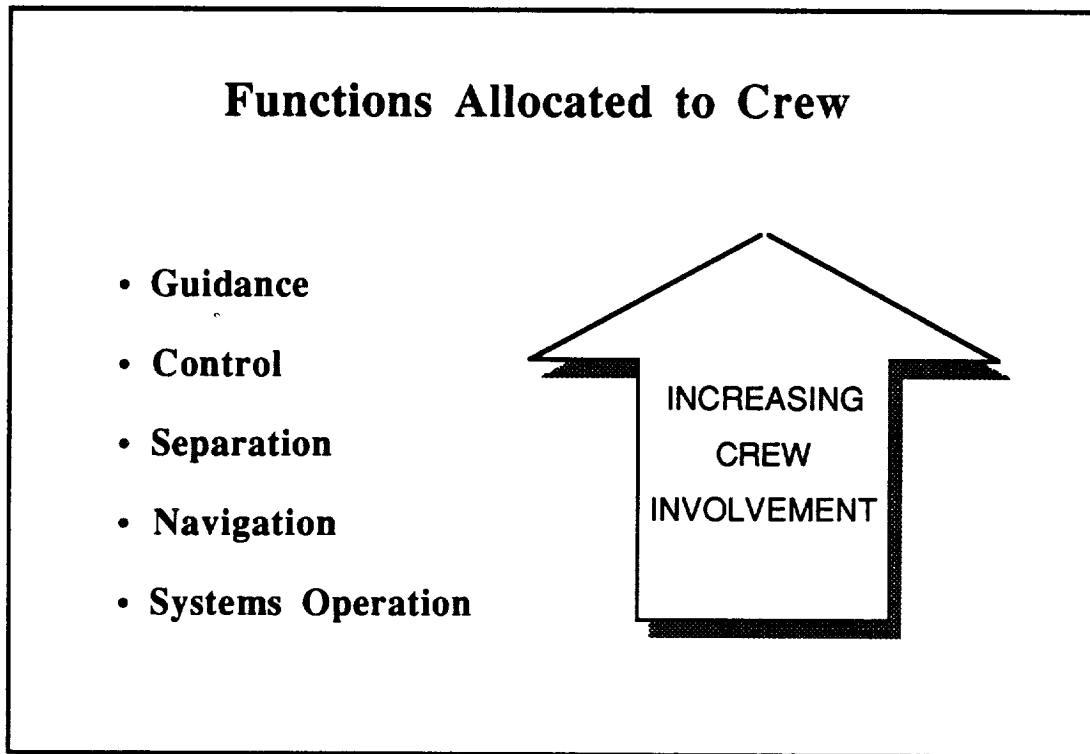 Functions Allocated to Crew
• Guidance
• Control
• Separation
• Navigation
• Systems Operation
INCREASING
CREW
INVOLVEMENT